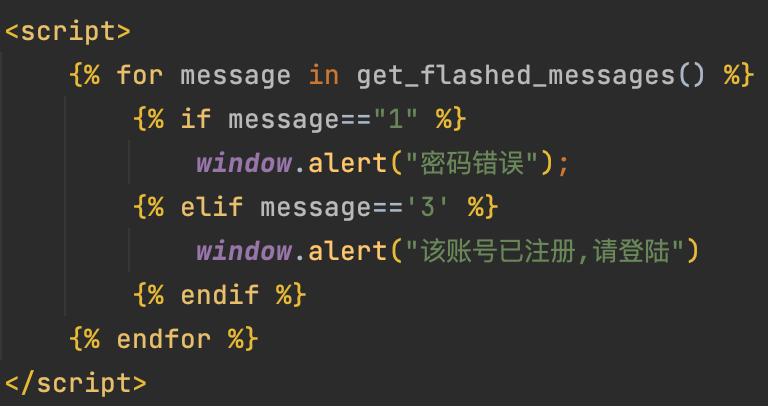 <script>
{% for message in get_flashed_messages() %}
{% if message=="1" %}
window.alert("密码错误");
{% elif message=='3' %}
window.alert("该账号已注册,请登陆")
{% endif %}
{% endfor %}
</script>